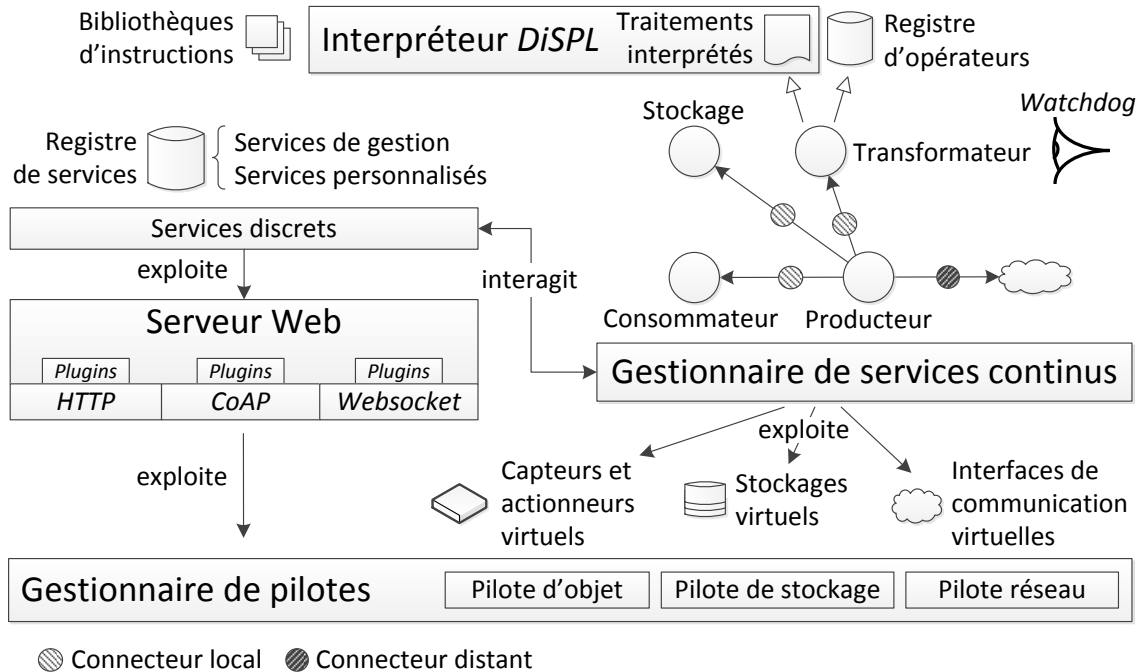 Bibliothèques
d’instructions
Interpréteur DiSPL
Traitements
interprétés
Registre
d’opérateurs
Stockage
Watchdog
Registre
de services
Services de gestion
Services personnalisés
Transformateur
Services discrets
exploite
interagit
Consommateur
Producteur
Serveur Web
Plugins
Plugins
Plugins
HTTP
CoAP
Websocket
Gestionnaire de services continus
exploite
exploite
Capteurs et
actionneurs
virtuels
Stockages
virtuels
Interfaces de
communication
virtuelles
Gestionnaire de pilotes
Pilote d’objet
Pilote de stockage
Pilote réseau
Connecteur local
Connecteur distant